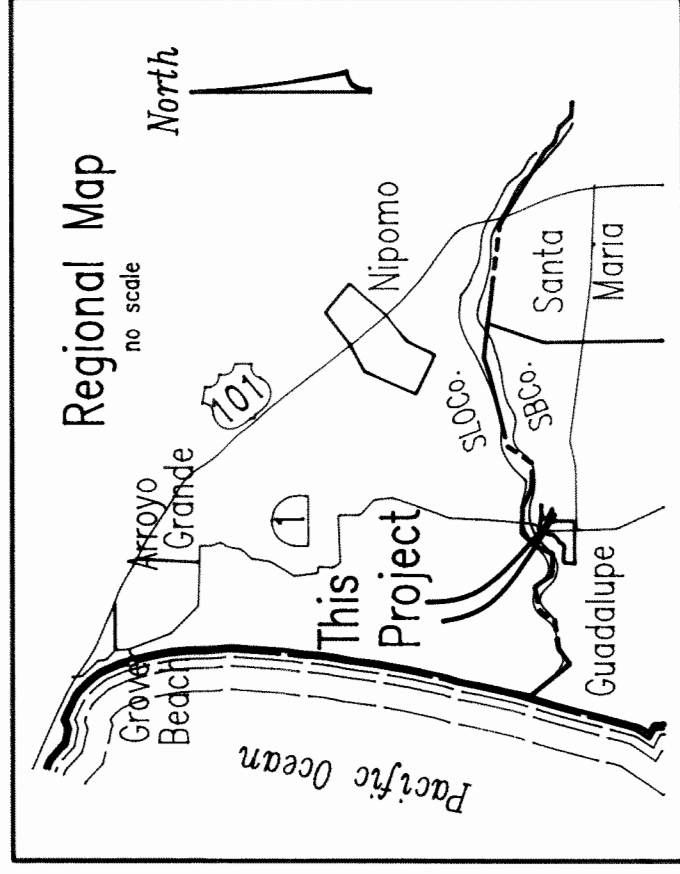 Regional Map
no scale
North
Arroyo
Grande
101
1
Nipomo
Grover
Beach
This
Project
SLOCo.
SBCo.
Santa
Maria
Guadalupe
Pacific Ocean